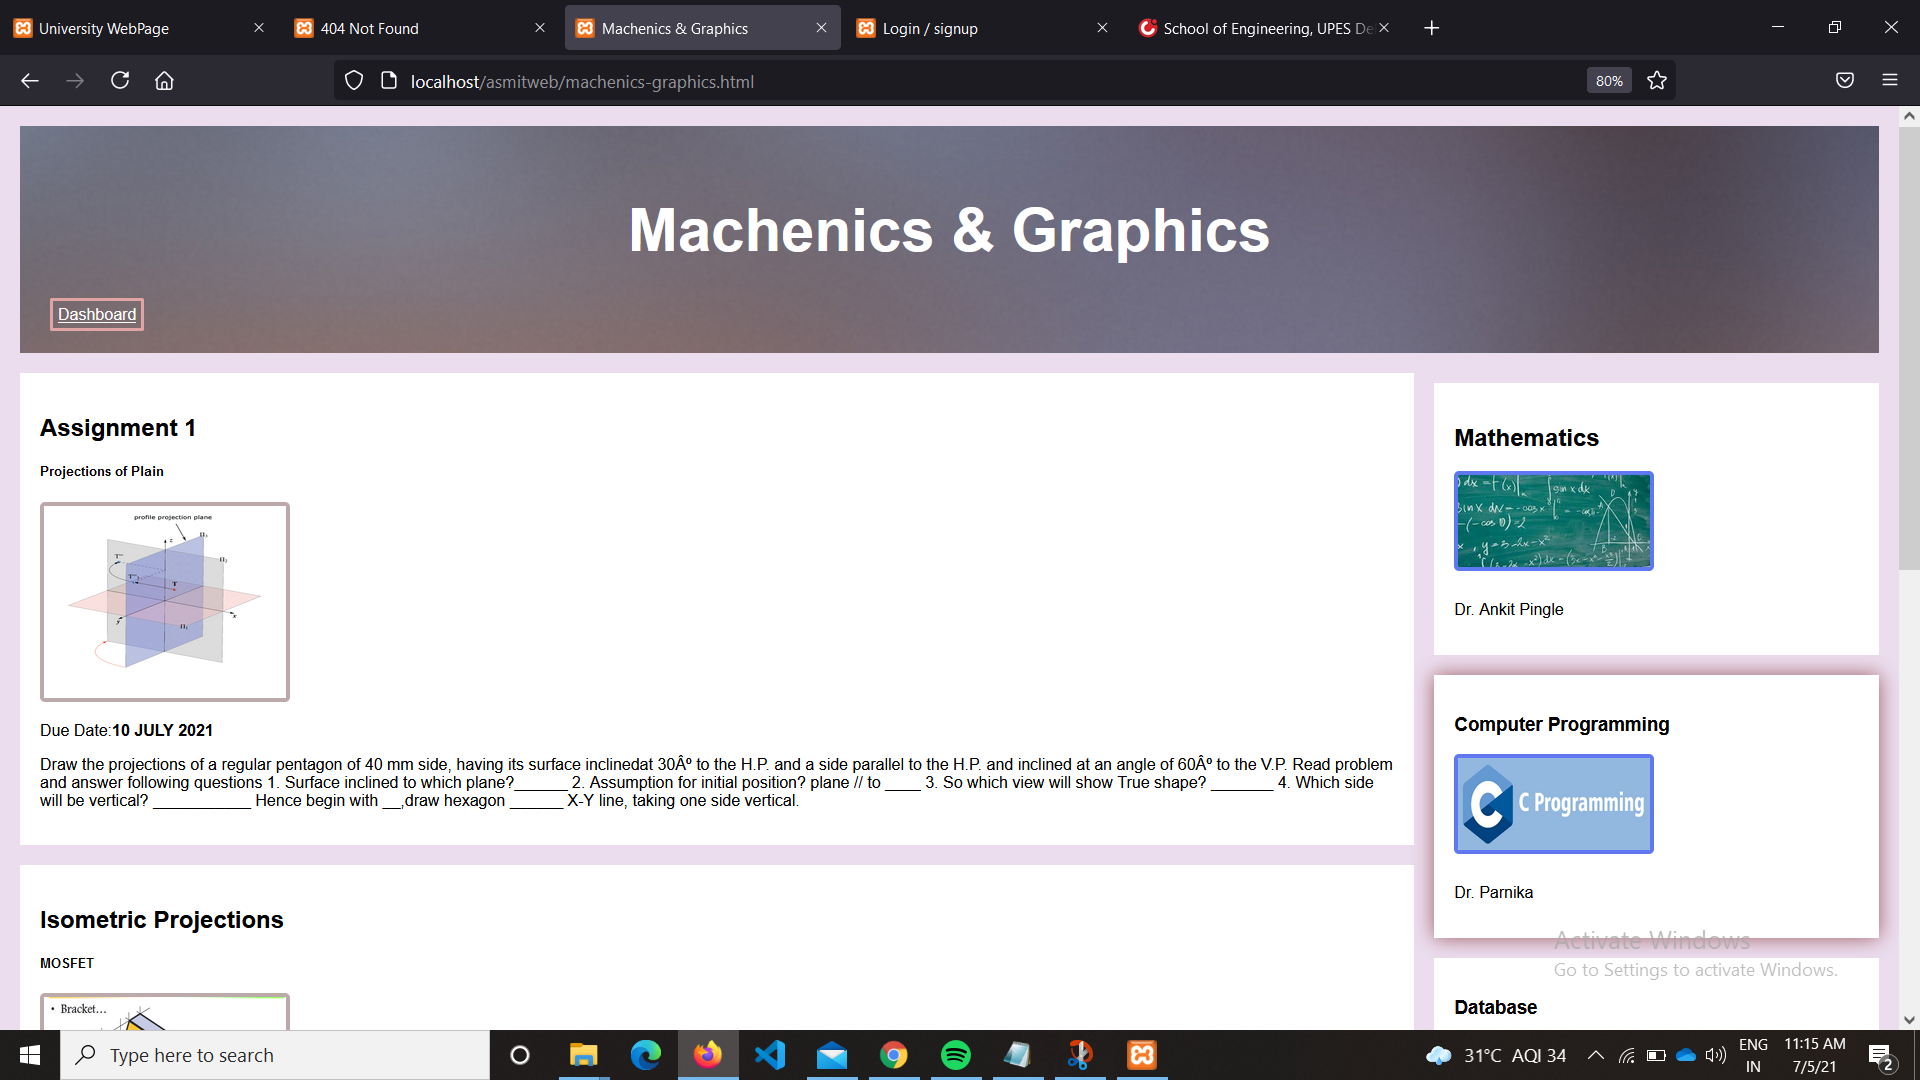 University WebPage
404 Not Found
Machenics & Graphics
Login / signup
School of Engineering, UPES De
localhost/asmitweb/machenics-graphics.html
80%
Machenics & Graphics
Dashboard
Assignment 1
Projections of Plain
profile projection plane
Due Date:10 JULY 2021
Draw the projections of a regular pentagon of 40 mm side, having its surface inclinedat 30Âº to the H.P. and a side parallel to the H.P. and inclined at an angle of 60Âº to the V.P. Read problem
and answer following questions 1. Surface inclined to which plane?______ 2. Assumption for initial position? plane // to ____ 3. So which view will show True shape? _______ 4. Which side
will be vertical? ___________ Hence begin with __,draw hexagon ______ X-Y line, taking one side vertical.
Isometric Projections
MOSFET
• Bracket...
Mathematics
Dr. Ankit Pingle
Computer Programming
C Programming
Dr. Parnika
Activate Windows
Go to Settings to activate Windows.
Database
Type here to search
31°C AQI 34
ENG
IN
11:15 AM
7/5/21
2